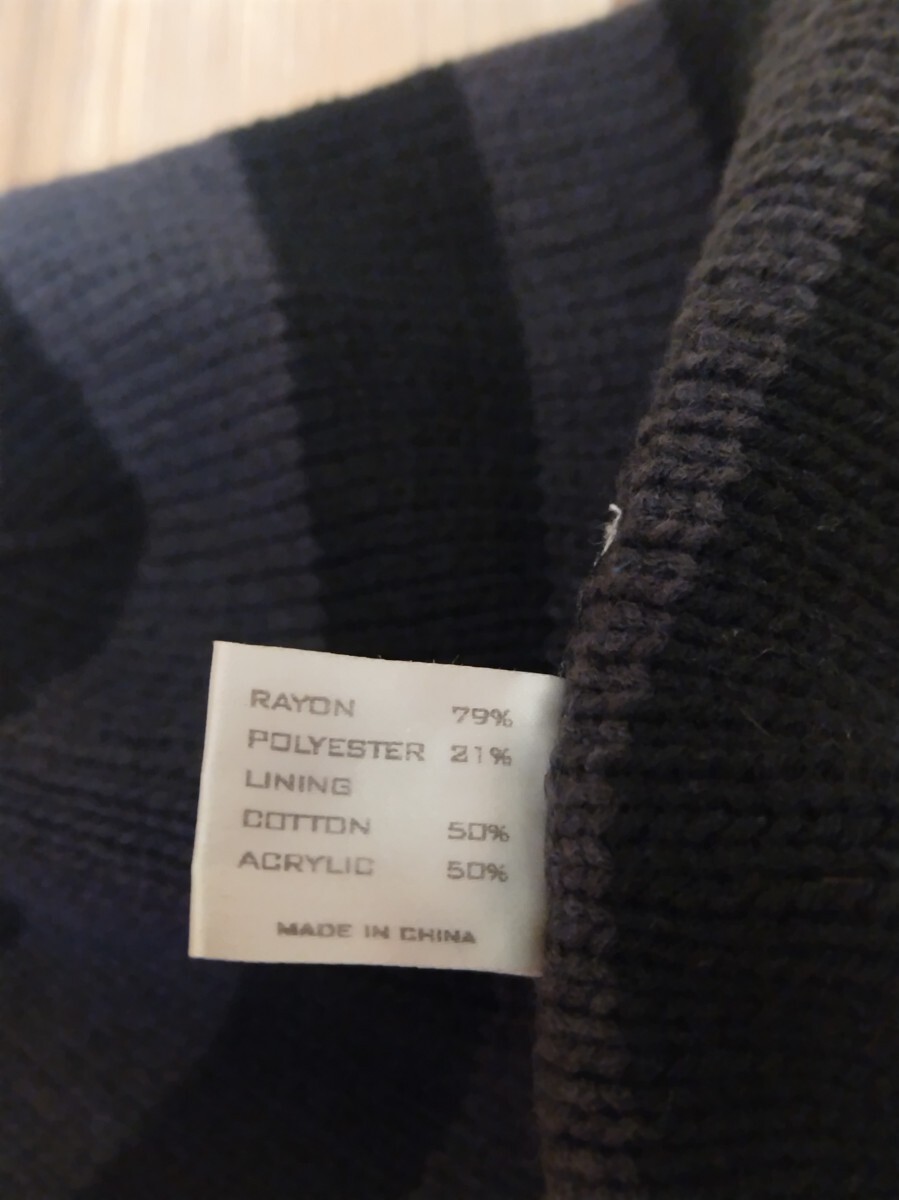 RAYON 79%
POLYESTER 21%
LINING
COTTON 50%
ACRYLIC 50%
MADE IN CHINA